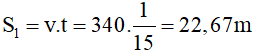 S₁ = v.t = 340.1/15 = 22,67m